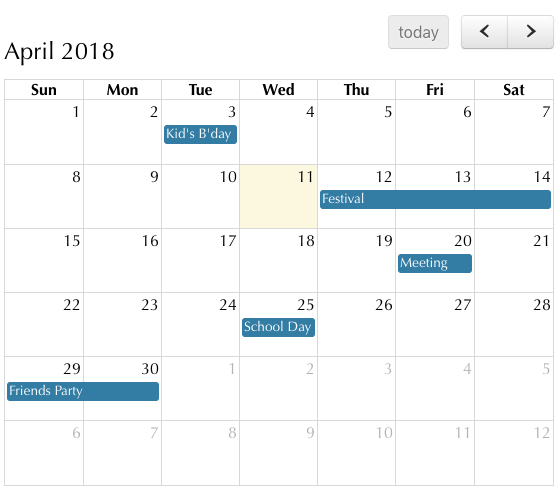 today
April 2018
Sun Mon Tue Wed Thu Fri Sat
1 2 3 4 5 6 7
Kid's B'day
8 9 10 11 12 13 14
Festival
15 16 17 18 19 20 21
Meeting
22 23 24 25 26 27 28
School Day
29 30 1 2 3 4 5
Friends Party
6 7 8 9 10 11 12